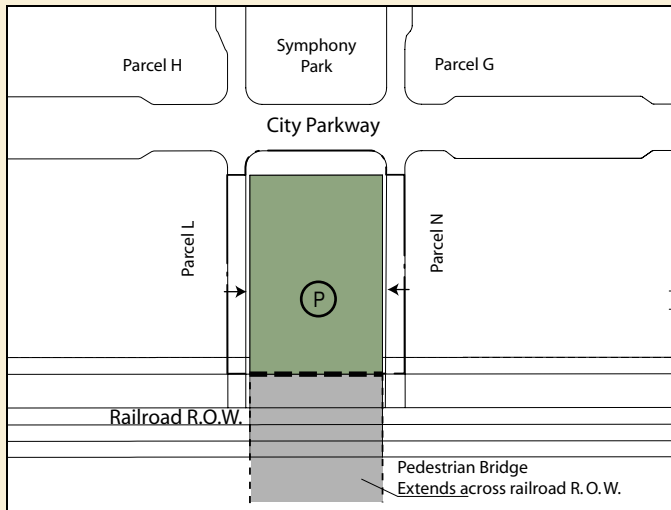 Symphony
Park
Parcel H
Parcel G
City Parkway
Parcel L
Parcel N
P
Railroad R.O.W.
Pedestrian Bridge
Extends across railroad R.O.W.